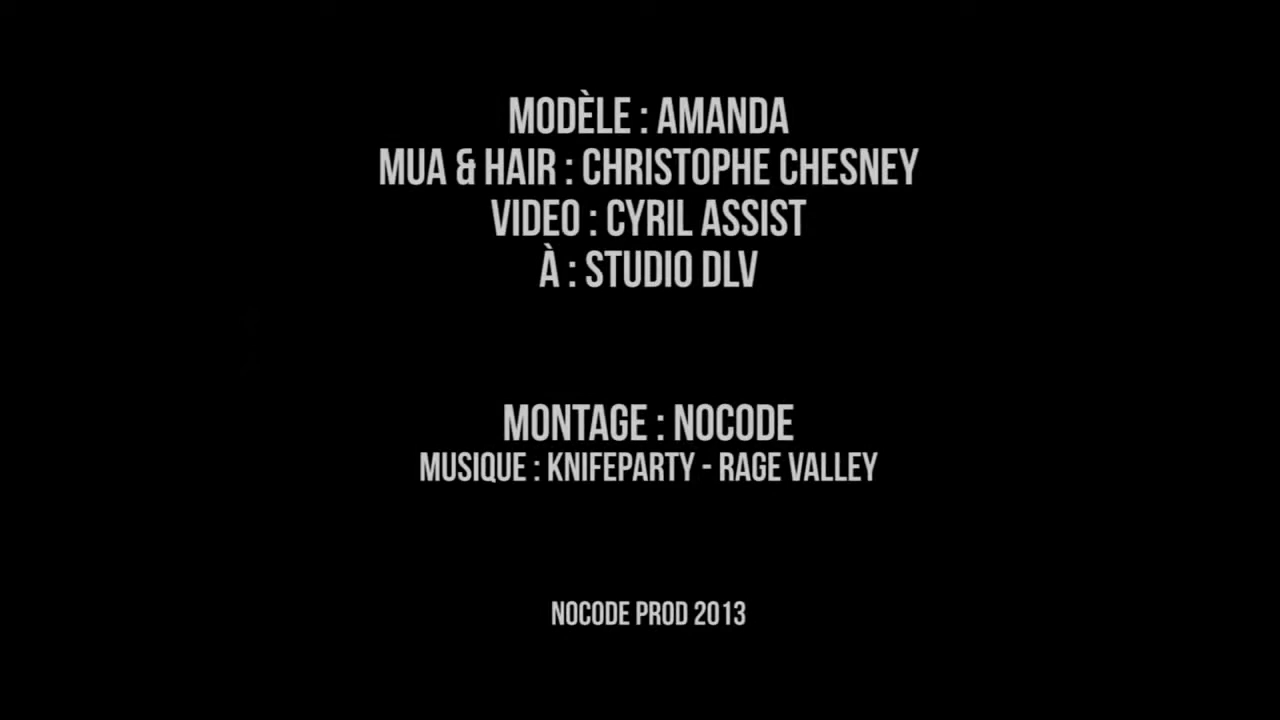 MODÈLE : AMANDA
MUA & HAIR : CHRISTOPHE CHESNEY
VIDEO : CYRIL ASSIST
À : STUDIO DLV
MONTAGE : NOCODE
MUSIQUE : KNIFEPARTY - RAGE VALLEY
NOCODE PROD 2013